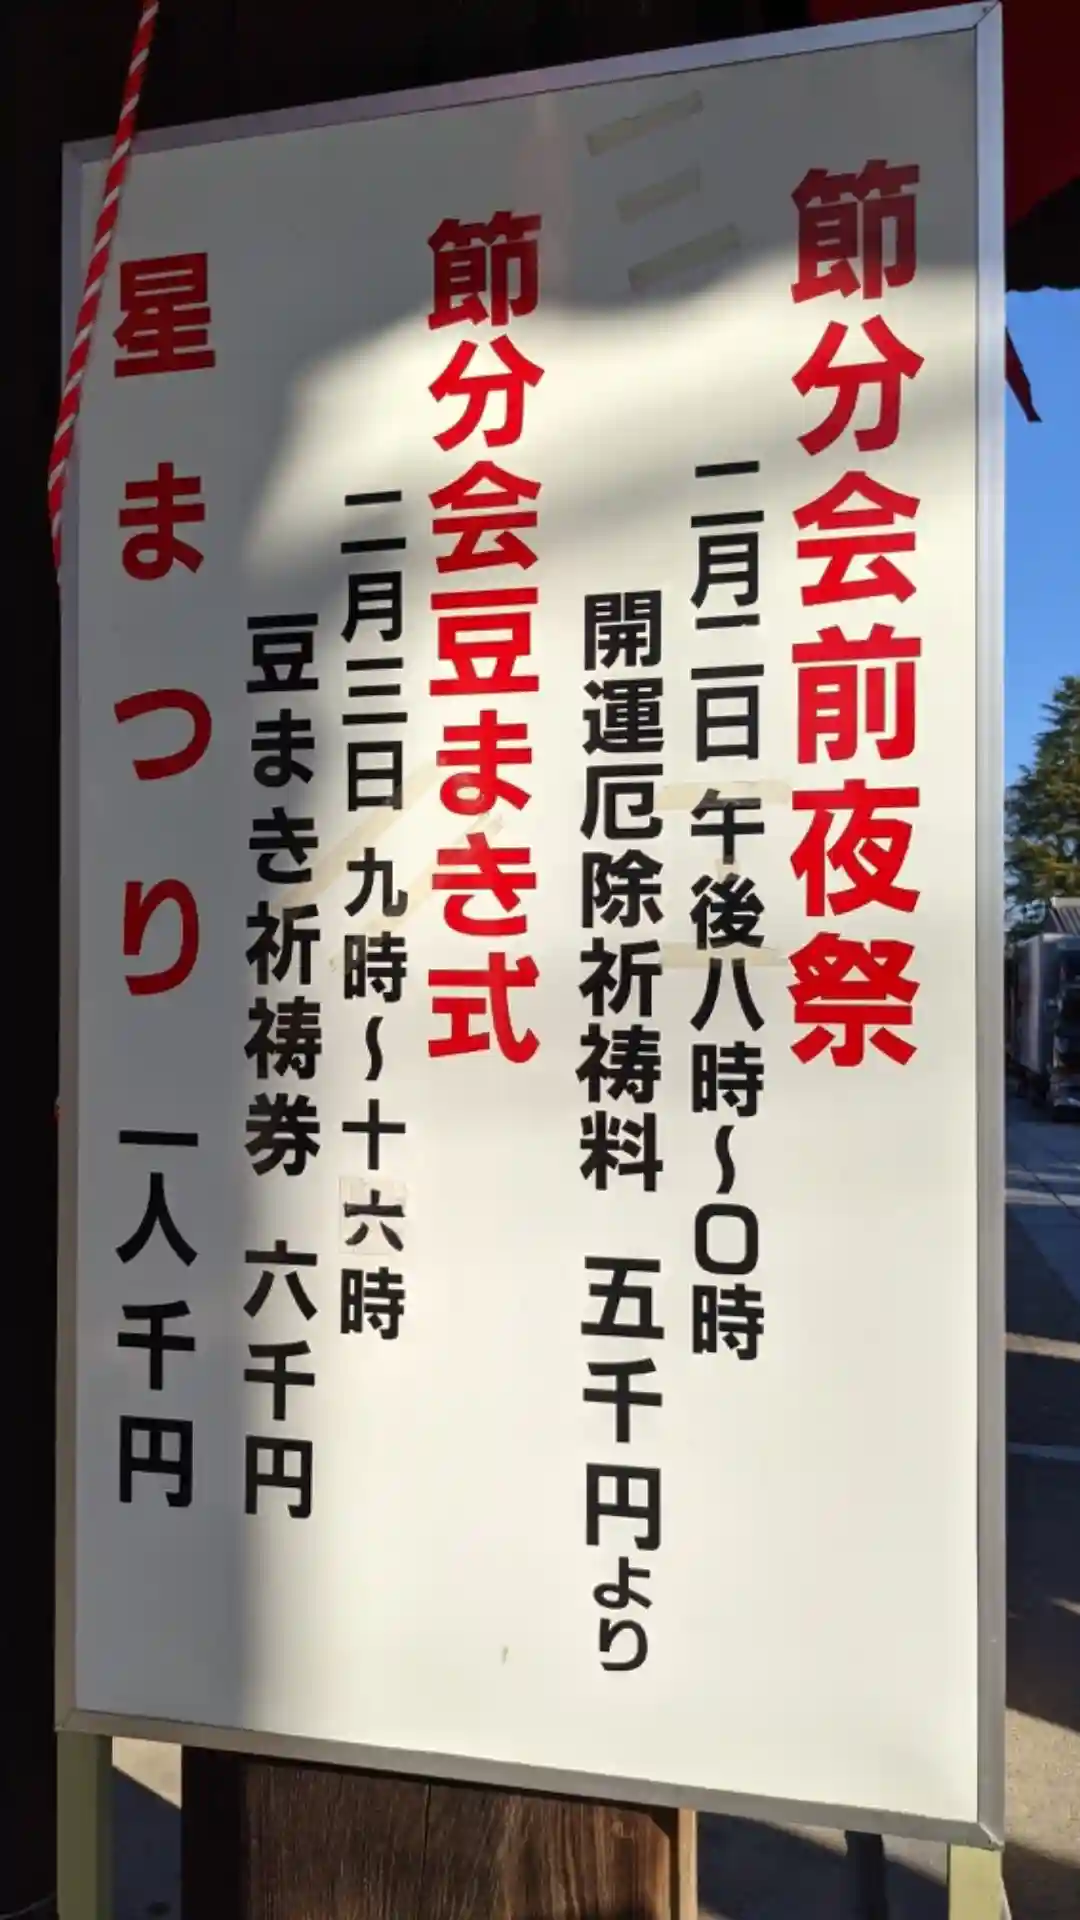 節分会前夜祭
二月二日 午後八時〜〇時
開運厄除祈祷料 五千円より
節分会豆まき式
二月三日 九時〜十六時
豆まき祈祷券 六千円
星まつり 一人千円